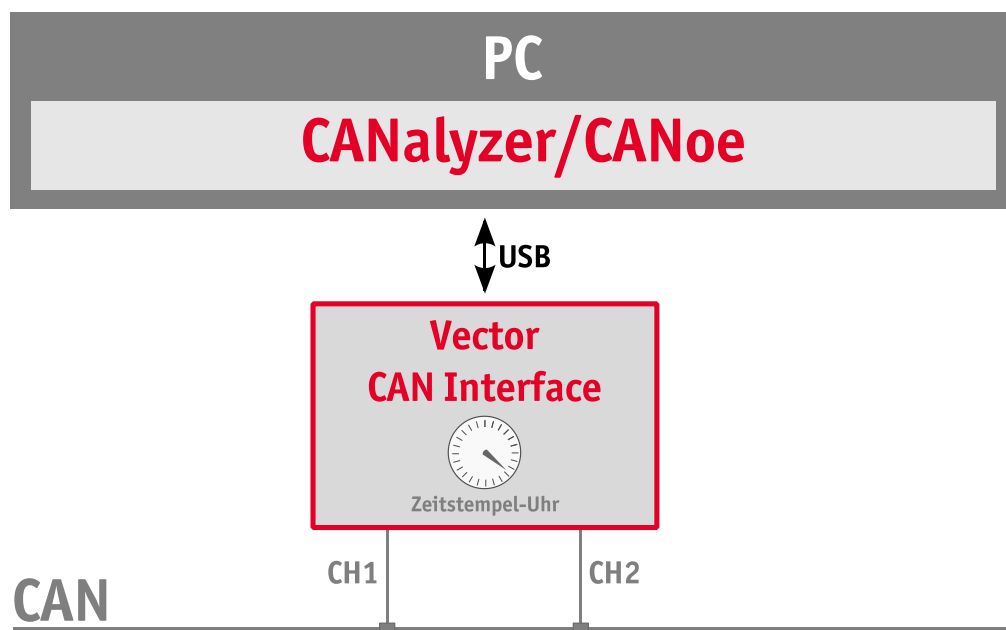 PC
CANalyzer/CANoe
USB
Vector
CAN Interface
Zeitstempel-Uhr
CH1
CH2
CAN